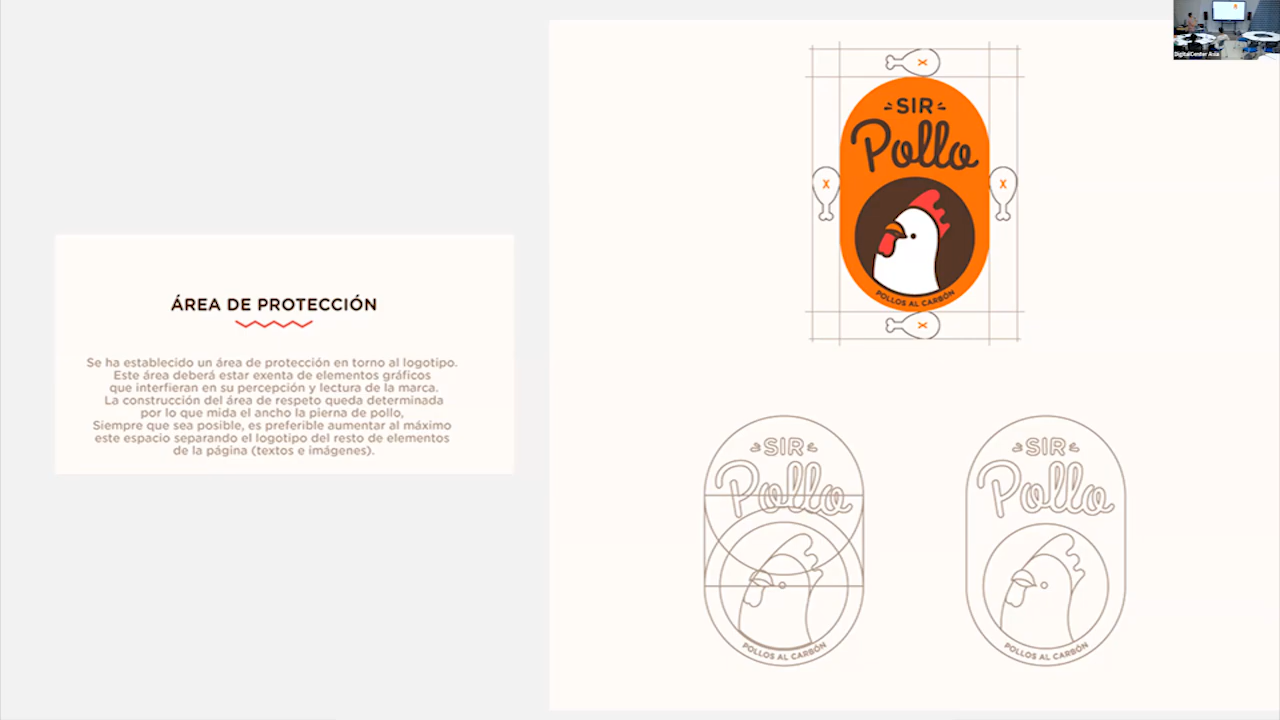 ÁREA DE PROTECCIÓN
Se ha establecido un área de protección en torno al logotipo.
Este área deberá estar exenta de elementos gráficos
que interfieran en su percepción y lectura de la marca.
La construcción del área de respeto queda determinada
por lo que mida el ancho la pierna de pollo,
Siempre que sea posible, es preferible aumentar al máximo
este espacio separando el logotipo del resto de elementos
de la página (textos e imágenes).
X
SIR
Pollo
X
X
POLLOS AL CARBÓN
X
SIR
Pollo
POLLOS AL CARBÓN
SIR
Pollo
POLLOS AL CARBÓN
DigitalCenter Asia